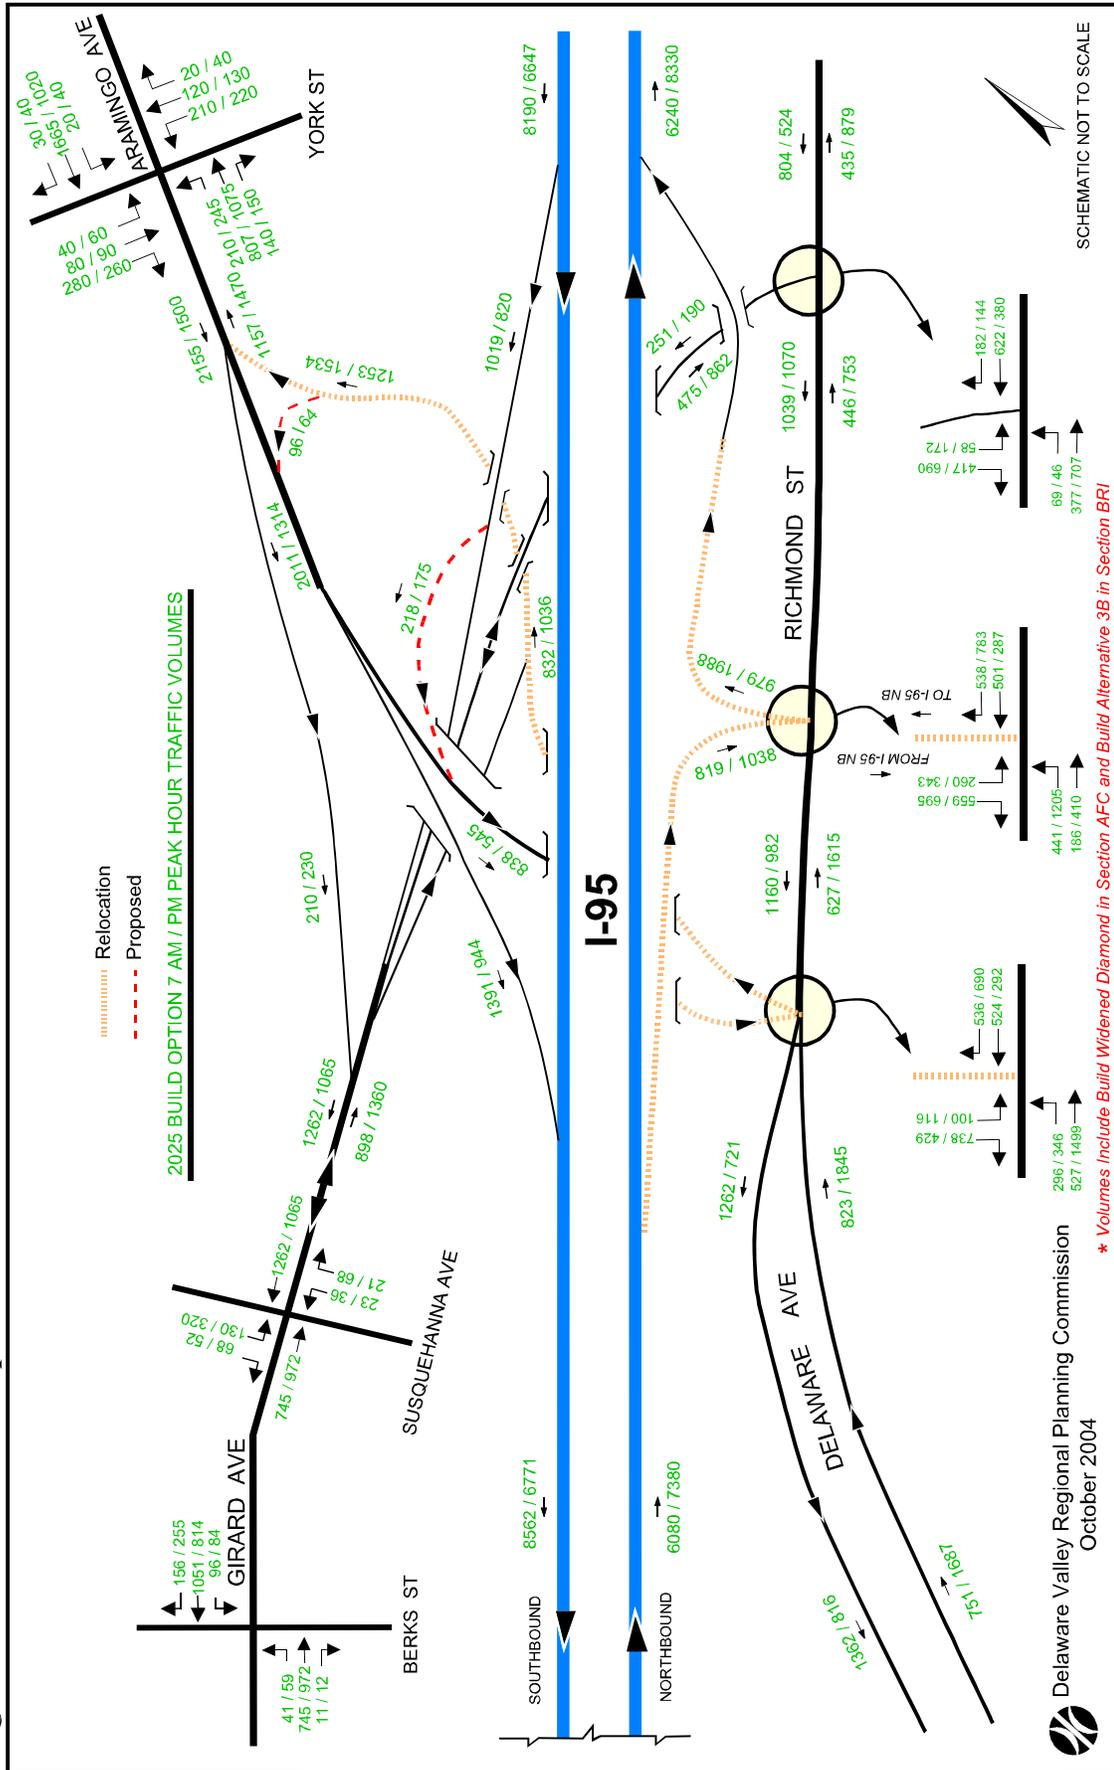 2025 BUILD OPTION 7 AM / PM PEAK HOUR TRAFFIC VOLUMES
Relocation
Proposed
ARAMINGO AVE
YORK ST
30 / 40
1665 / 1020
20 / 40
20 / 40
120 / 130
210 / 220
40 / 60
80 / 90
280 / 260
210 / 245
807 / 1075
140 / 150
2155 / 1500
1157 / 1470
1253 / 1534
96 / 64
2011 / 1314
218 / 175
1019 / 820
832 / 1036
838 / 545
210 / 230
1391 / 944
1262 / 1065
898 / 1360
1262 / 1065
21 / 68
23 / 36
130 / 320
68 / 52
745 / 972
SUSQUEHANNA AVE
GIRARD AVE
156 / 255
1051 / 814
96 / 84
BERKS ST
41 / 59
745 / 972
11 / 12
I-95
8190 / 6647
6240 / 8330
8562 / 6771
6080 / 7380
SOUTHBOUND
NORTHBOUND
251 / 190
475 / 862
804 / 524
435 / 879
1039 / 1070
446 / 753
RICHMOND ST
979 / 1988
819 / 1038
1160 / 982
627 / 1615
1262 / 721
823 / 1845
DELAWARE AVE
1362 / 816
751 / 1687
SCHEMATIC NOT TO SCALE
182 / 144
622 / 380
58 / 172
417 / 690
69 / 46
377 / 707
TO I-95 NB
FROM I-95 NB
538 / 783
501 / 287
260 / 343
559 / 695
441 / 1205
186 / 410
536 / 690
524 / 292
100 / 116
738 / 429
296 / 346
527 / 1499
Delaware Valley Regional Planning Commission
October 2004
* Volumes Include Build Widened Diamond in Section AFC and Build Alternative 3B in Section BRI